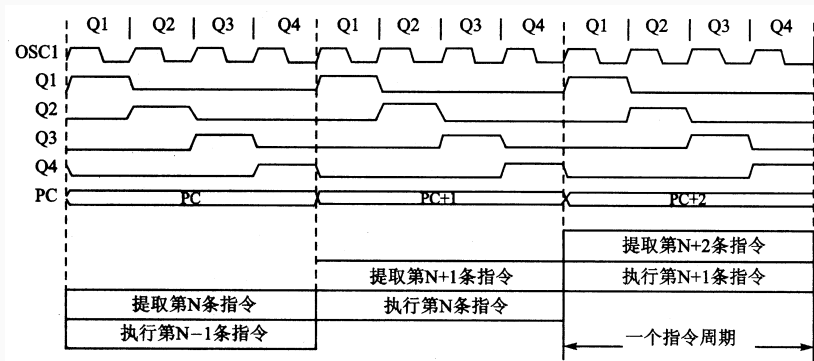 Q1 Q2 Q3 Q4 Q1 Q2 Q3 Q4 Q1 Q2 Q3 Q4
OSC1
Q1
Q2
Q3
Q4
PC PC PC+1 PC+2
提取第N+2条指令
提取第N+1条指令 执行第N+1条指令
提取第N条指令 执行第N条指令
执行第N-1条指令 一个指令周期